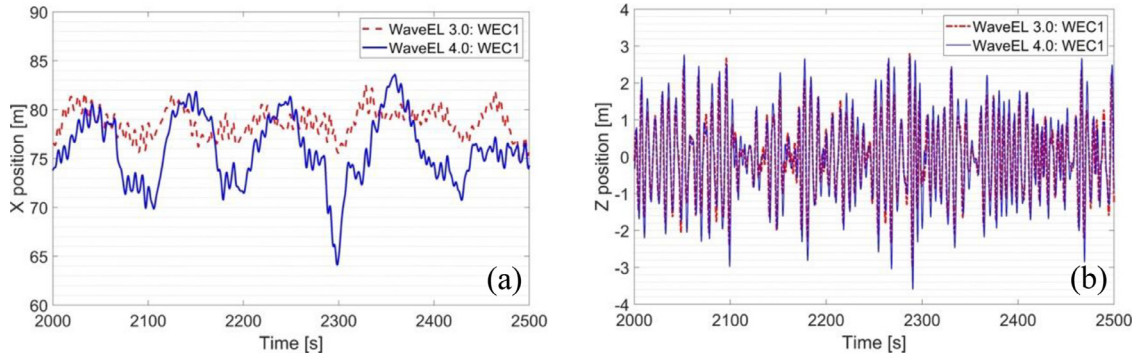 90
85
80
75
70
65
60
X position [m]
WaveEL 3.0: WEC1
WaveEL 4.0: WEC1
(a)
2000 2100 2200 2300 2400 2500
Time [s]
4
3
2
1
0
-1
-2
-3
-4
Z position [m]
WaveEL 3.0: WEC1
WaveEL 4.0: WEC1
(b)
2000 2100 2200 2300 2400 2500
Time [s]